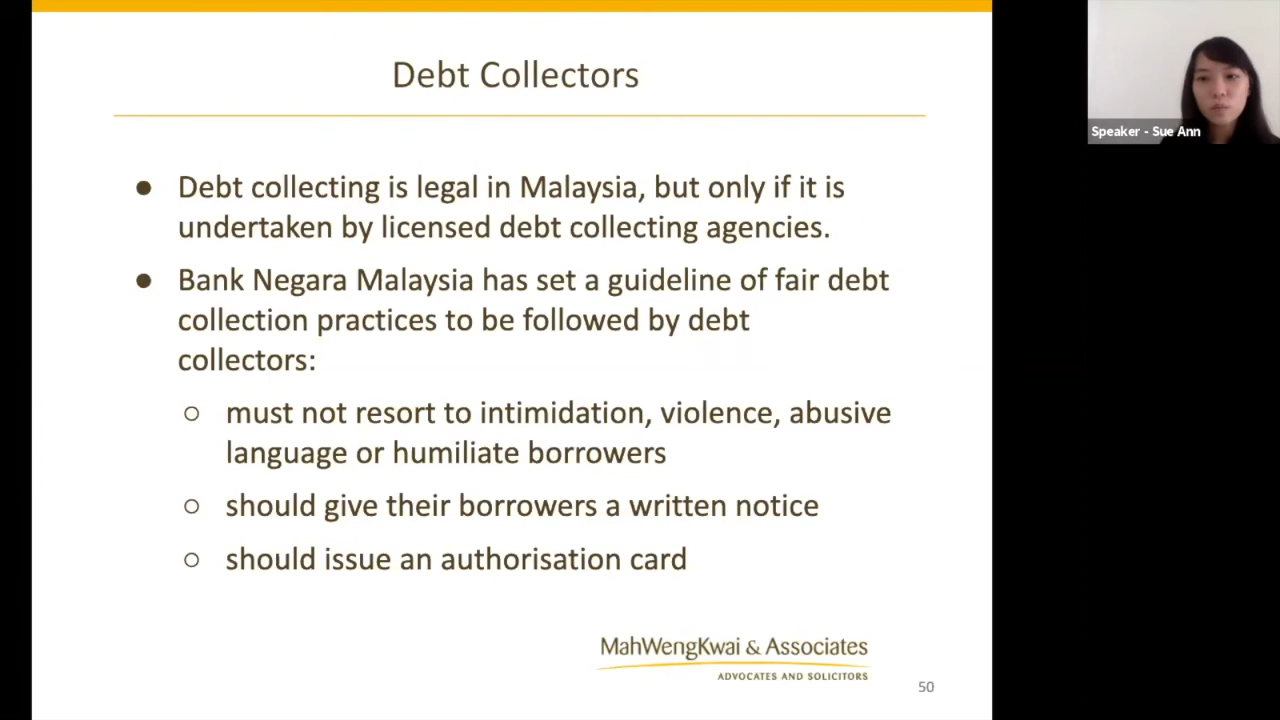 Debt Collectors
● Debt collecting is legal in Malaysia, but only if it is
undertaken by licensed debt collecting agencies.
● Bank Negara Malaysia has set a guideline of fair debt
collection practices to be followed by debt
collectors:
○ must not resort to intimidation, violence, abusive
language or humiliate borrowers
○ should give their borrowers a written notice
○ should issue an authorisation card
MahWengKwai & Associates
ADVOCATES AND SOLICITORS
50
Speaker - Sue Ann